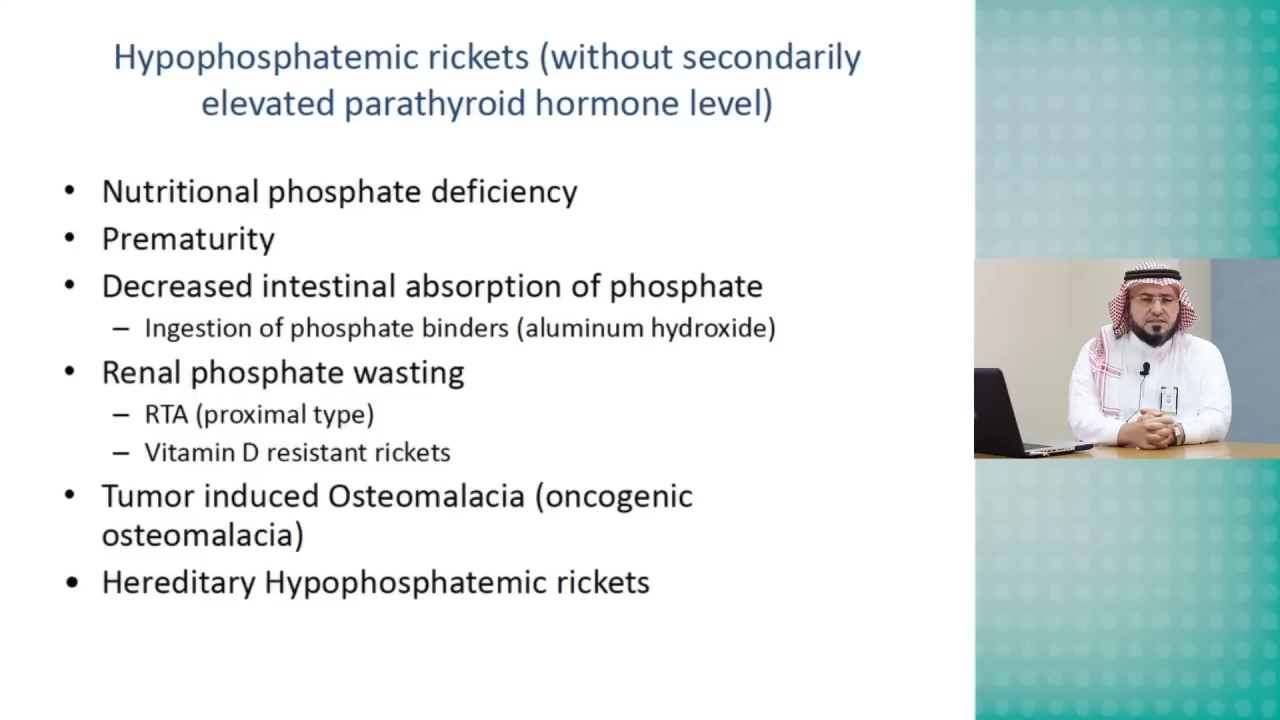 Hypophosphatemic rickets (without secondarily
elevated parathyroid hormone level)
• Nutritional phosphate deficiency
• Prematurity
• Decreased intestinal absorption of phosphate
– Ingestion of phosphate binders (aluminum hydroxide)
• Renal phosphate wasting
– RTA (proximal type)
– Vitamin D resistant rickets
• Tumor induced Osteomalacia (oncogenic
osteomalacia)
• Hereditary Hypophosphatemic rickets